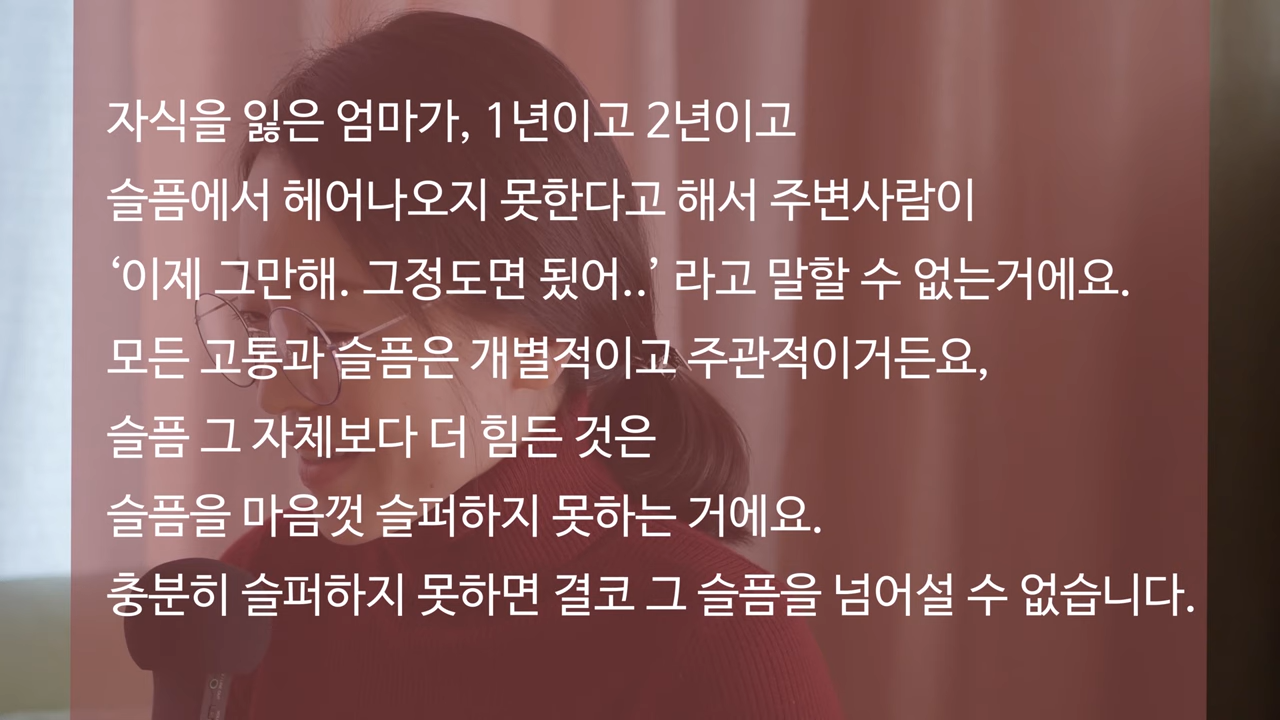 자식을 잃은 엄마가, 1년이고 2년이고
슬픔에서 헤어나오지 못한다고 해서 주변사람이
‘이제 그만해. 그정도면 됬어..’ 라고 말할 수 없는거에요.
모든 고통과 슬픔은 개별적이고 주관적이거든요,
슬픔 그 자체보다 더 힘든 것은
슬픔을 마음껏 슬퍼하지 못하는 거에요.
충분히 슬퍼하지 못하면 결코 그 슬픔을 넘어설 수 없습니다.